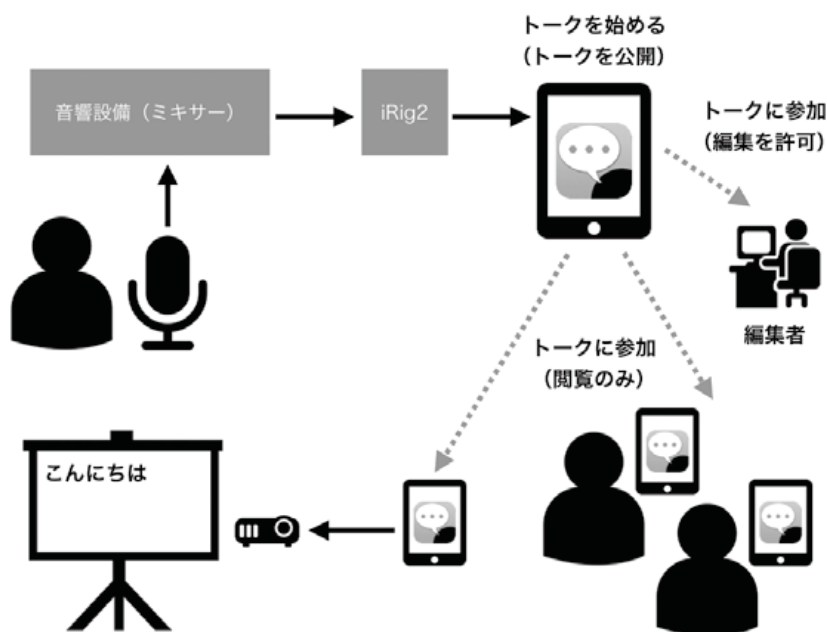 トークを始める
（トークを公開）
音響設備（ミキサー）
iRig2
トークに参加
（編集を許可）
編集者
トークに参加
（閲覧のみ）
こんにちは